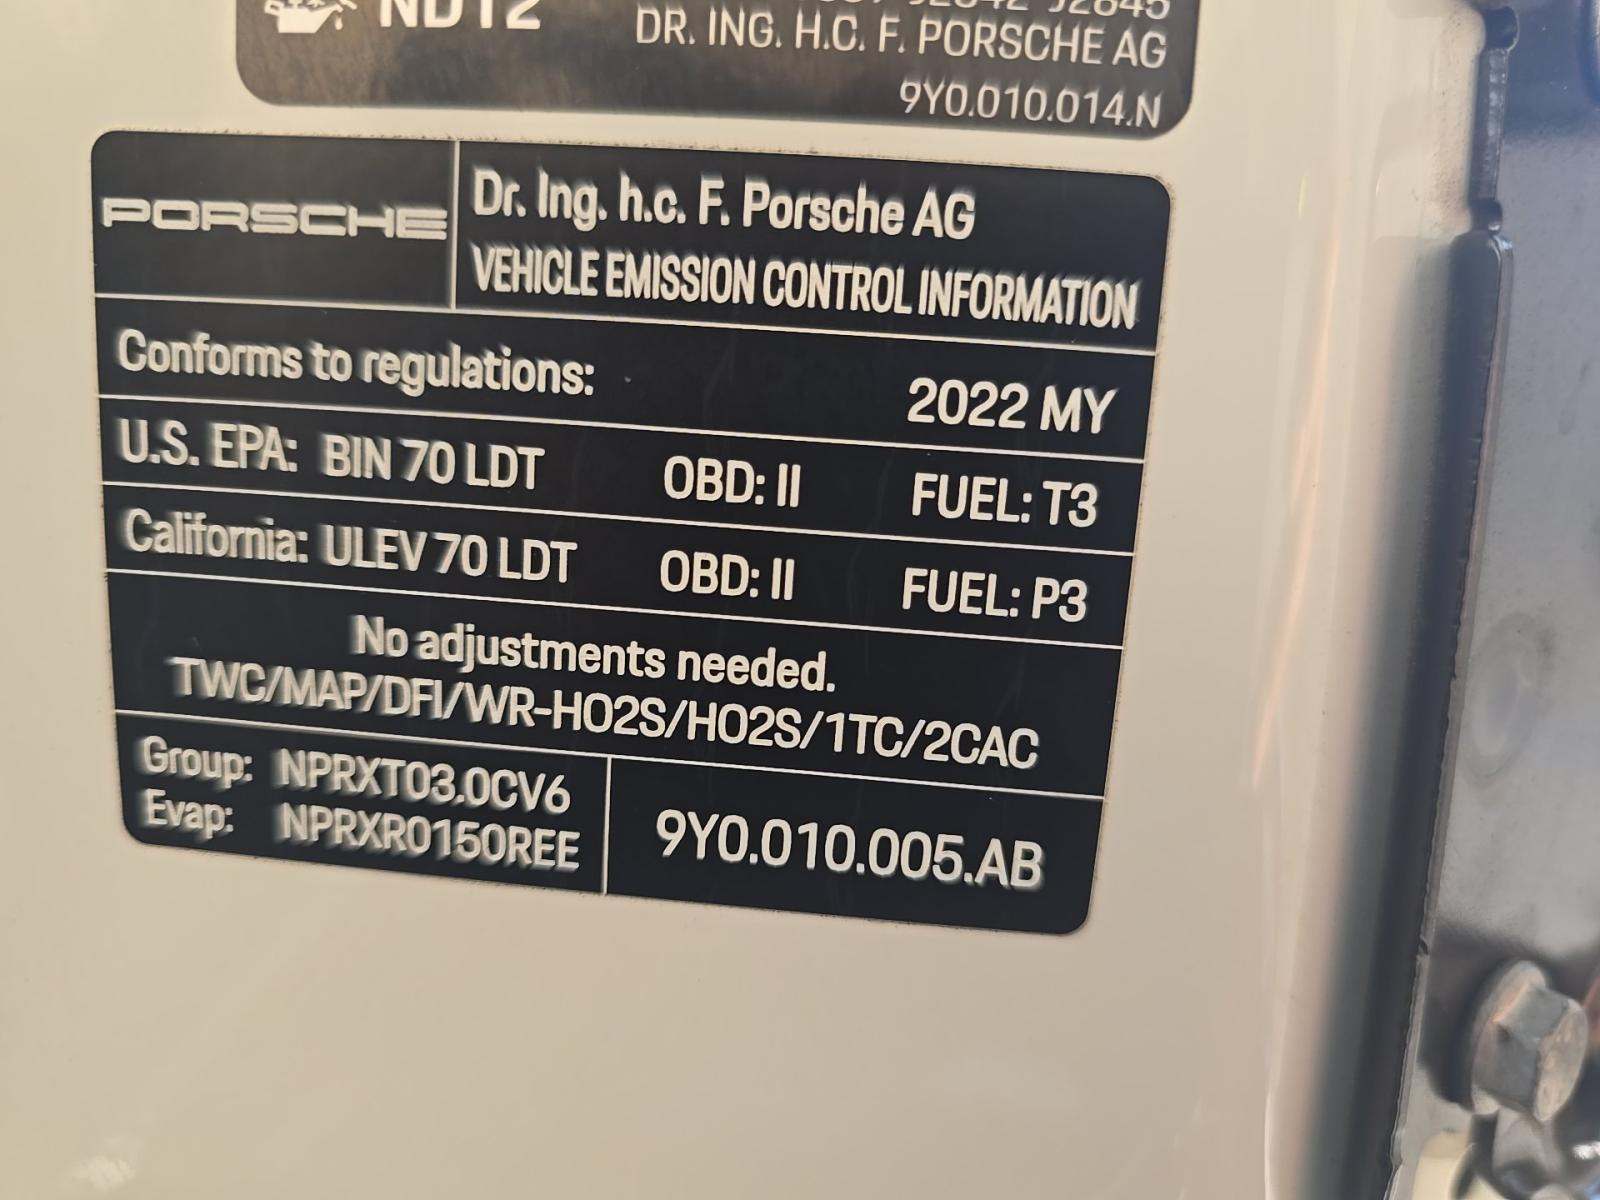 ND12
DR. ING. H.C. F. PORSCHE AG
9Y0.010.014.N
PORSCHE
Dr. Ing. h.c. F. Porsche AG
VEHICLE EMISSION CONTROL INFORMATION
Conforms to regulations: 2022 MY
U.S. EPA: BIN 70 LDT OBD: II FUEL: T3
California: ULEV 70 LDT OBD: II FUEL: P3
No adjustments needed.
TWC/MAP/DFI/WR-HO2S/HO2S/1TC/2CAC
Group: NPRXT03.0CV6
Evap: NPRXR0150REE
9Y0.010.005.AB